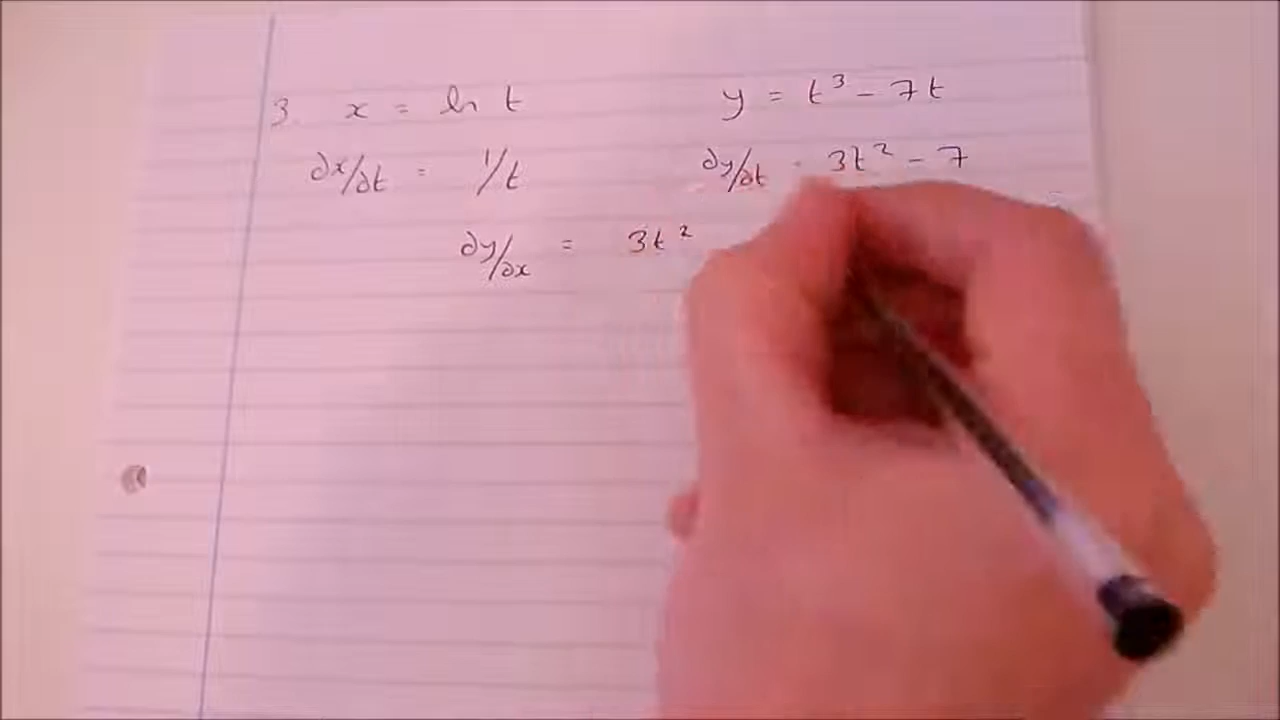 3. x = ln t y = t³ - 7t
∂x/∂t = 1/t ∂y/∂t = 3t² - 7
∂y/∂x = 3t²